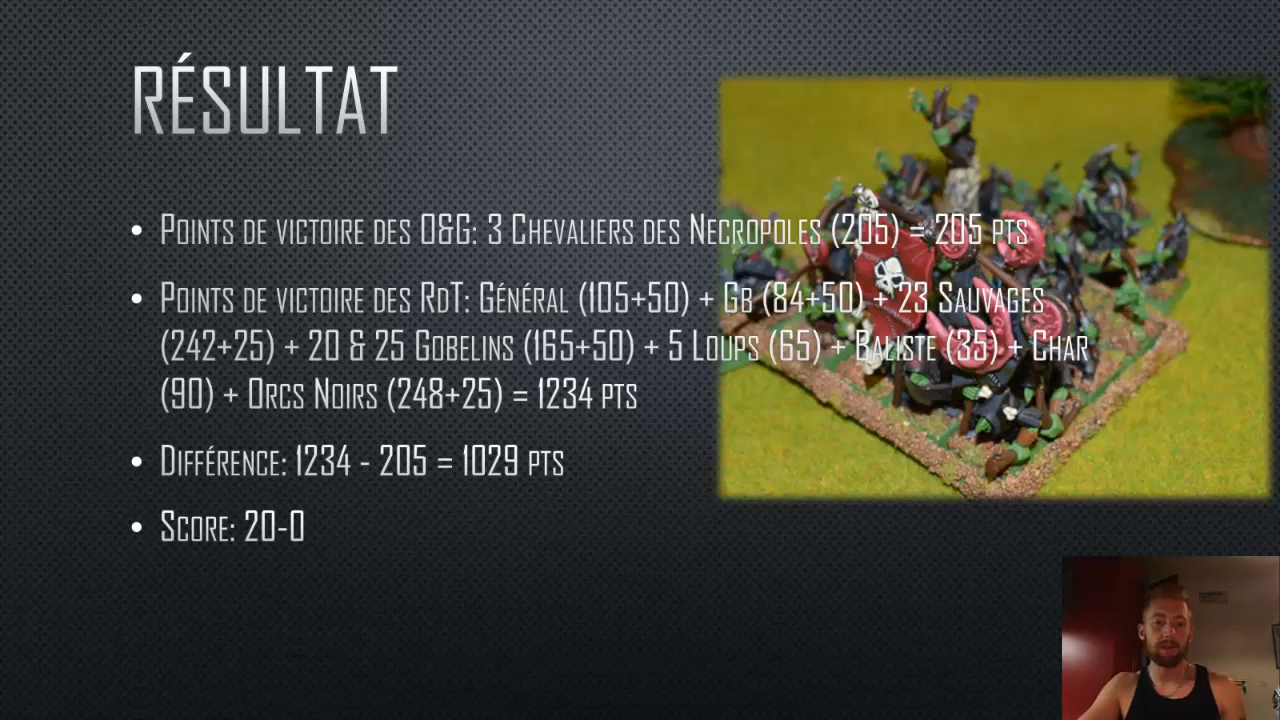 RÉSULTAT
• Points de victoire des O&G: 3 Chevaliers des Necropoles (205) = 205 pts
• Points de victoire des RdT: Général (105+50) + Gb (84+50) + 23 Sauvages
(242+25) + 20 & 25 Gobelins (165+50) + 5 Loups (65) + Baliste (35) + Char
(90) + Orcs Noirs (248+25) = 1234 pts
• Différence: 1234 - 205 = 1029 pts
• Score: 20-0